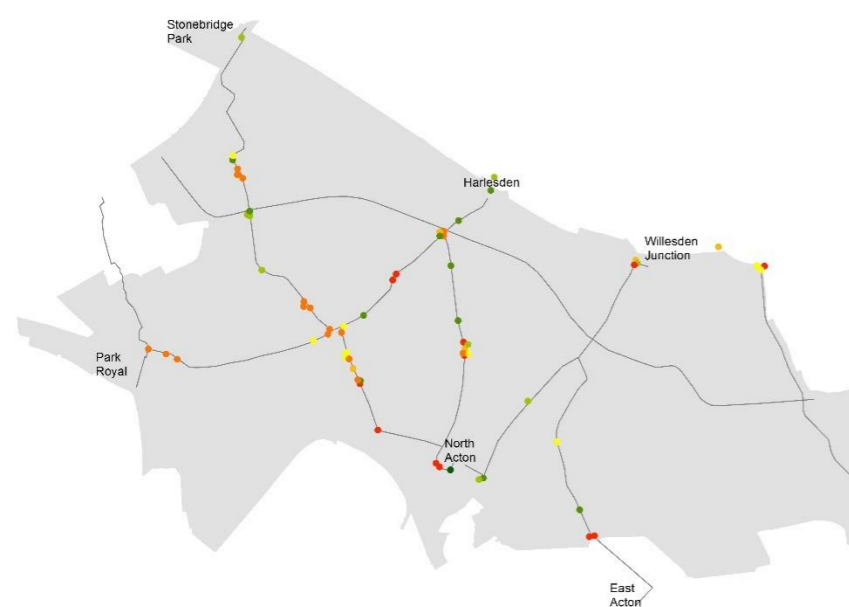 Stonebridge
Park
Harlesden
Willesden
Junction
Park
Royal
North
Acton
East
Acton